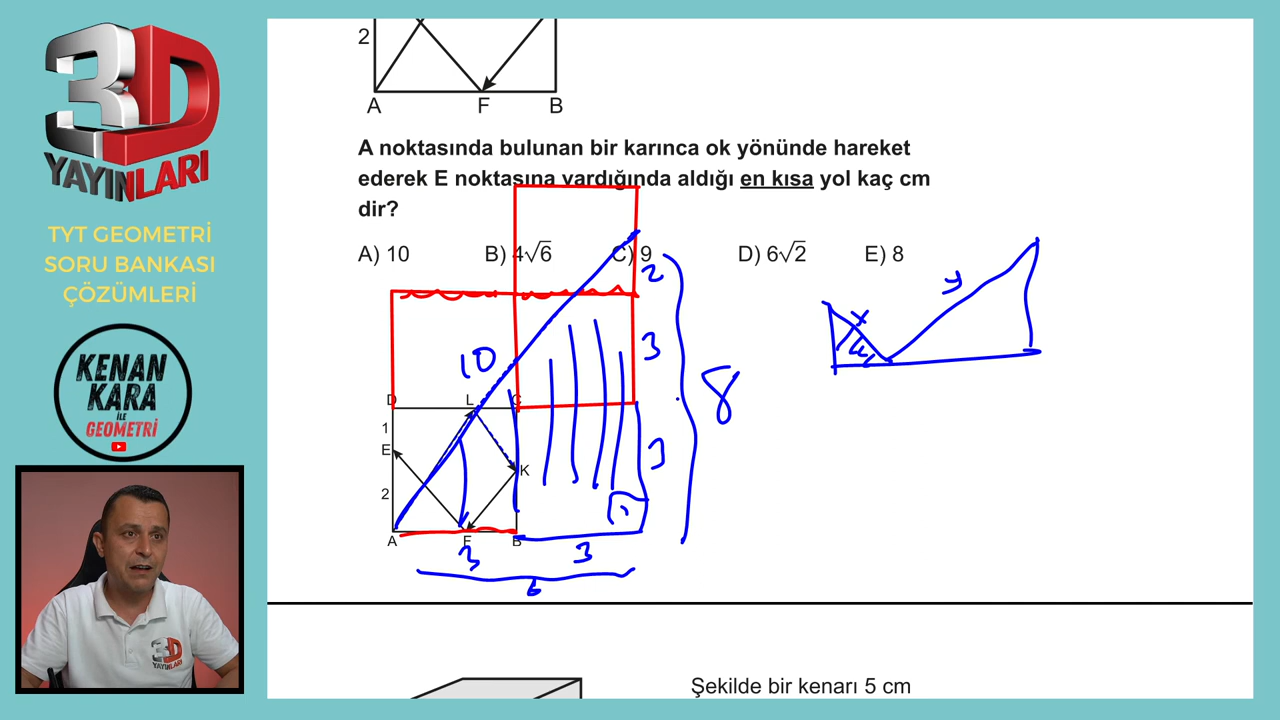 3D
YAYINLARI
TYT GEOMETRİ
SORU BANKASI
ÇÖZÜMLERİ
KENAN
KARA
İLE
GEOMETRİ
2
A F B
A noktasında bulunan bir karınca ok yönünde hareket
ederek E noktasına vardığında aldığı en kısa yol kaç cm
dir?
A) 10 B) 4√6 C) 9 D) 6√2 E) 8
2
10
3
8
D L C
1
E
K
3
2
A F B
3 3
6
x
y
3D
YAYINLARI
Şekilde bir kenarı 5 cm